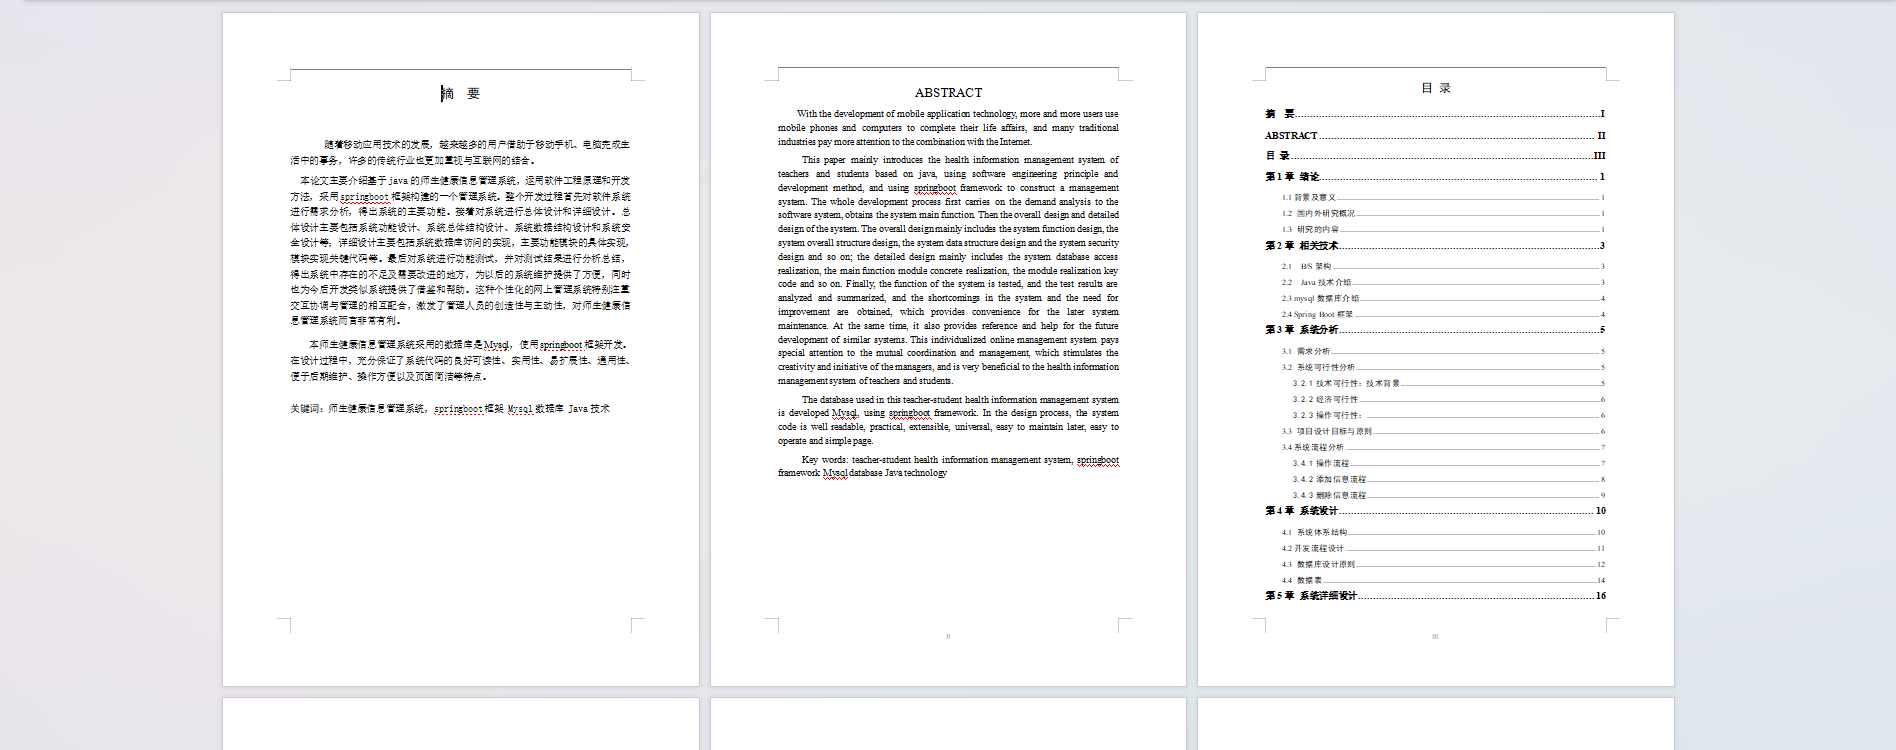 摘　要
随着移动应用技术的发展，越来越多的用户借助于移动手机、电脑完成生
活中的事务，许多的传统行业也更加重视与互联网的结合。
本论文主要介绍基于java的师生健康信息管理系统，运用软件工程原理和开发
方法，采用springboot框架构建的一个管理系统。整个开发过程首先对软件系统
进行需求分析，得出系统的主要功能。接着对系统进行总体设计和详细设计。总
体设计主要包括系统功能设计、系统总体结构设计、系统数据结构设计和系统安
全设计等；详细设计主要包括系统数据库访问的实现，主要功能模块的具体实现，
模块实现关键代码等。最后对系统进行功能测试，并对测试结果进行分析总结，
得出系统中存在的不足及需要改进的地方，为以后的系统维护提供了方便，同时
也为今后开发类似系统提供了借鉴和帮助。这种个性化的网上管理系统特别注重
交互协调与管理的相互配合，激发了管理人员的创造性与主动性，对师生健康信
息管理系统而言非常有利。
本师生健康信息管理系统采用的数据库是Mysql，使用springboot框架开发。
在设计过程中，充分保证了系统代码的良好可读性、实用性、易扩展性、通用性、
便于后期维护、操作方便以及页面简洁等特点。
关键词：师生健康信息管理系统，springboot框架 Mysql数据库 Java技术
ABSTRACT
With the development of mobile application technology, more and more users use
mobile phones and computers to complete their life affairs, and many traditional
industries pay more attention to the combination with the Internet.
This paper mainly introduces the health information management system of
teachers and students based on java, using software engineering principle and
development method, and using springboot framework to construct a management
system. The whole development process first carries on the demand analysis to the
software system, obtains the system main function. Then the overall design and detailed
design of the system. The overall design mainly includes the system function design, the
system overall structure design, the system data structure design and the system security
design and so on; the detailed design mainly includes the system database access
realization, the main function module concrete realization, the module realization key
code and so on. Finally, the function of the system is tested, and the test results are
analyzed and summarized, and the shortcomings in the system and the need for
improvement are obtained, which provides convenience for the later system
maintenance. At the same time, it also provides reference and help for the future
development of similar systems. This individualized online management system pays
special attention to the mutual coordination and management, which stimulates the
creativity and initiative of the managers, and is very beneficial to the health information
management system of teachers and students.
The database used in this teacher-student health information management system
is developed Mysql, using springboot framework. In the design process, the system
code is well readable, practical, extensible, universal, easy to maintain later, easy to
operate and simple page.
Key words: teacher-student health information management system, springboot
framework Mysql database Java technology
II
目 录
摘　要 I
ABSTRACT II
目 录 III
第1章 绪论 1
1.1 背景及意义 1
1.2 国内外研究概况 1
1.3 研究的内容 1
第2章 相关技术 3
2.1 B/S 架构 3
2.2 Java 技术介绍 3
2.3 mysql 数据库介绍 4
2.4 Spring Boot 框架 4
第3章 系统分析 5
3.1 需求分析 5
3.2 系统可行性分析 5
3.2.1 技术可行性：技术背景 5
3.2.2 经济可行性 6
3.2.3 操作可行性： 6
3.3 项目设计目标与原则 6
3.4 系统流程分析 7
3.4.1 操作流程 7
3.4.2 添加信息流程 8
3.4.3 删除信息流程 9
第4章 系统设计 10
4.1 系统体系结构 10
4.2 开发流程设计 11
4.3 数据库设计原则 12
4.4 数据表 14
第5章 系统详细设计 16
III